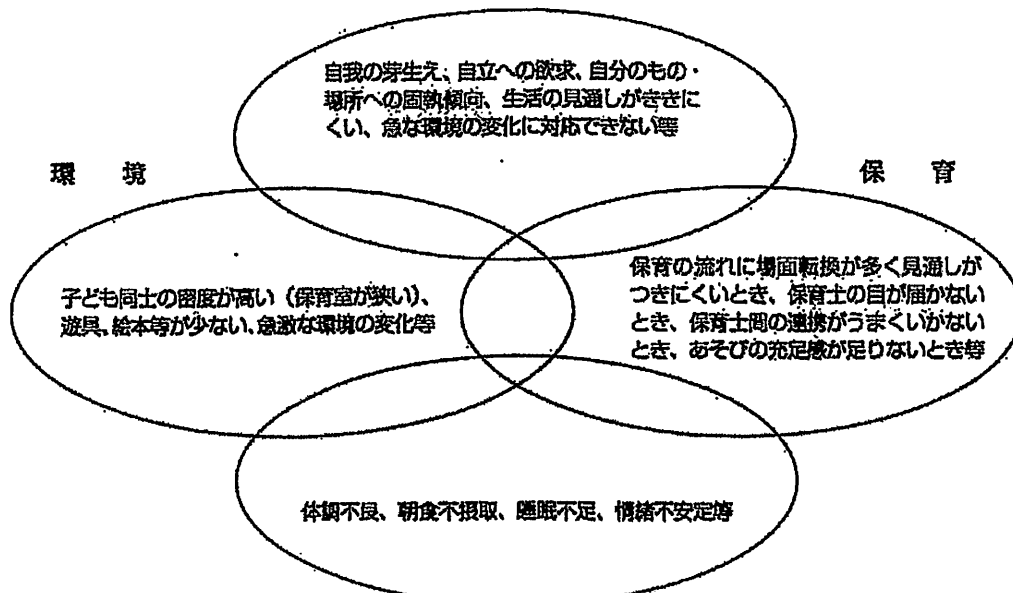 自我の芽生え、自立への欲求、自分のもの・
場所への固執傾向、生活の見通しがききに
くい、急な環境の変化に対応できない等
環 境
保 育
子ども同士の密度が高い（保育室が狭い）、
遊具、絵本等が少ない、急激な環境の変化等
保育の流れに場面転換が多く見通しが
つきにくいとき、保育士の目が届かない
とき、保育士間の連携がうまくいかない
とき、あそびの充足感が足りないとき等
体調不良、朝食不摂取、睡眠不足、情緒不安定等